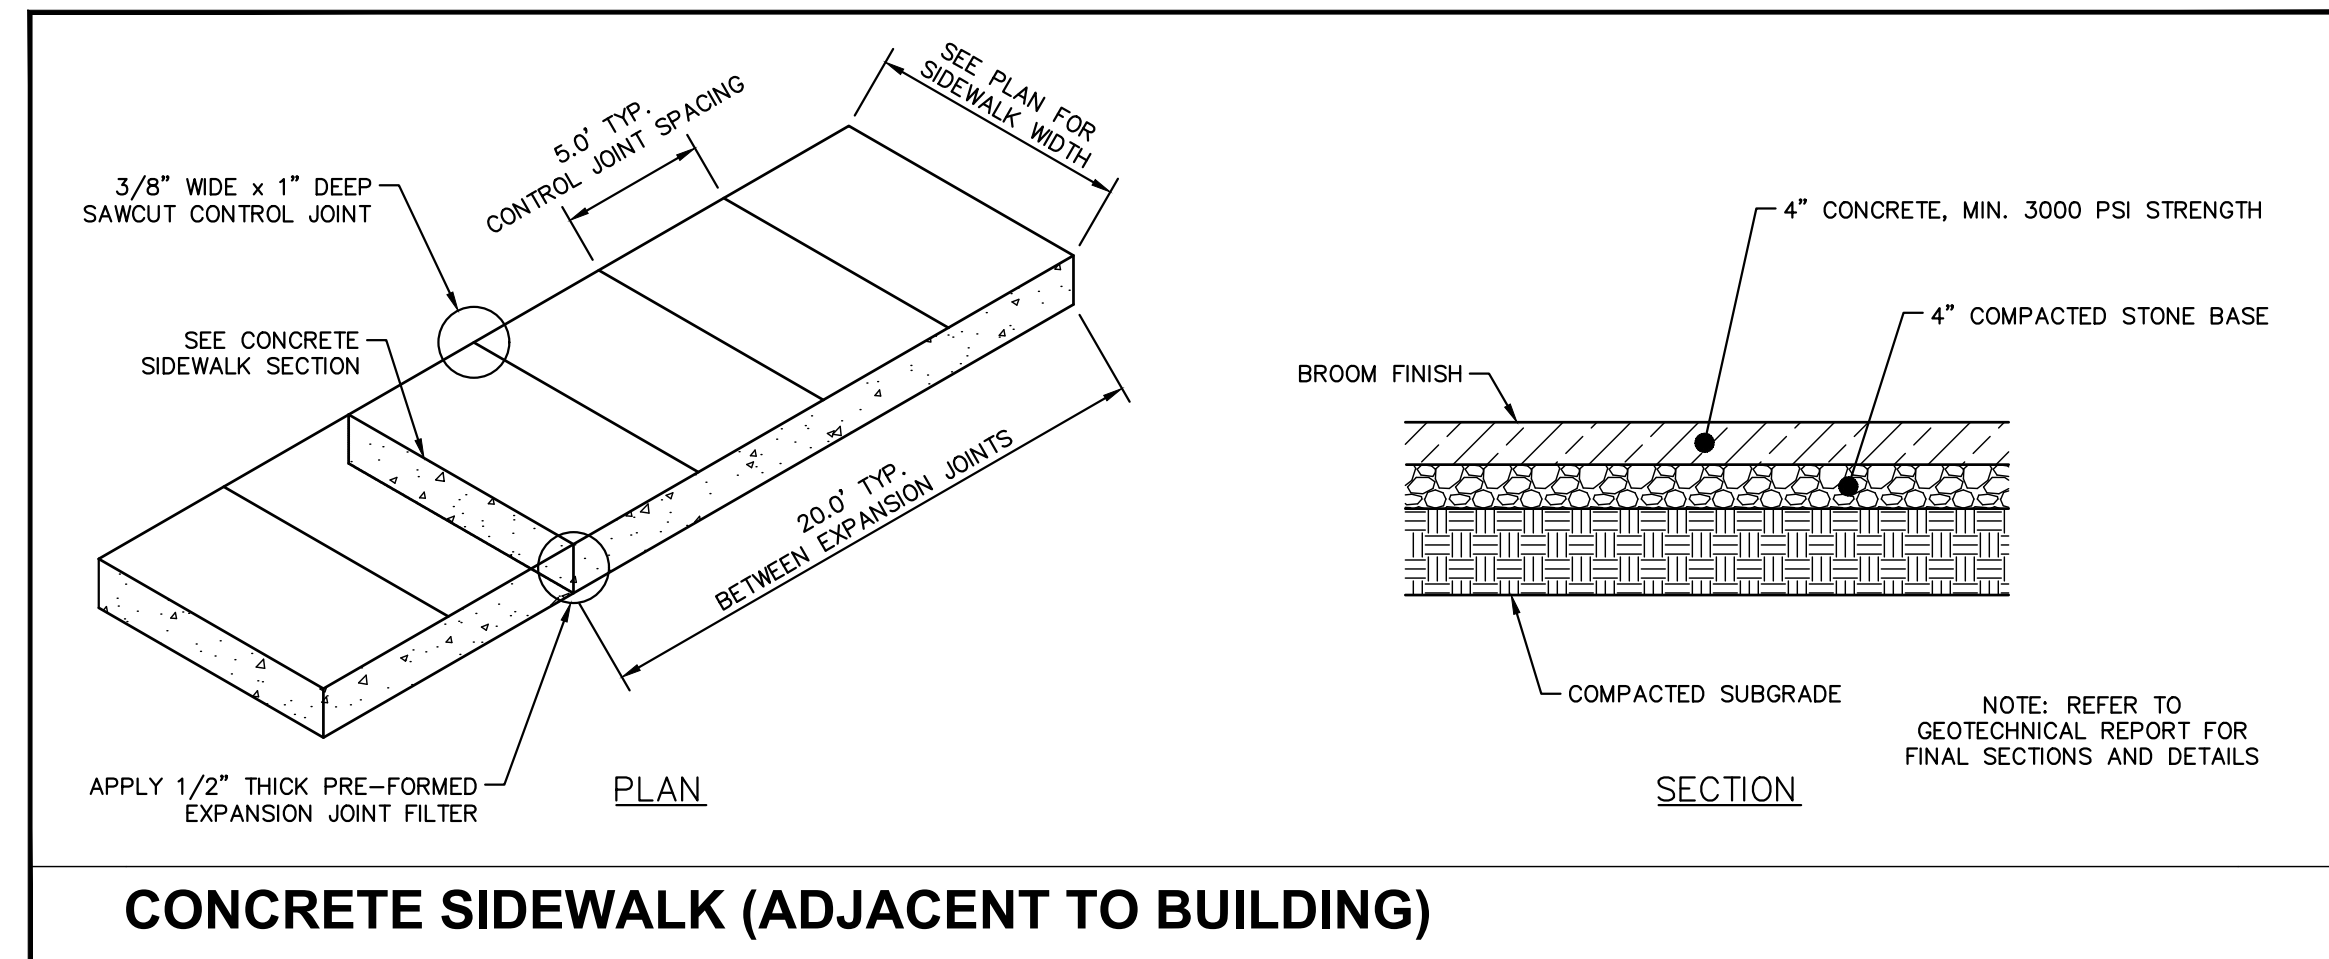 SEE PLAN FOR
SIDEWALK WIDTH
5.0' TYP.
CONTROL JOINT SPACING
3/8” WIDE x 1” DEEP
SAWCUT CONTROL JOINT
SEE CONCRETE
SIDEWALK SECTION
20.0' TYP.
BETWEEN EXPANSION JOINTS
APPLY 1/2” THICK PRE-FORMED
EXPANSION JOINT FILTER
PLAN
4” CONCRETE, MIN. 3000 PSI STRENGTH
4” COMPACTED STONE BASE
BROOM FINISH
COMPACTED SUBGRADE
NOTE: REFER TO
GEOTECHNICAL REPORT FOR
FINAL SECTIONS AND DETAILS
SECTION
CONCRETE SIDEWALK (ADJACENT TO BUILDING)